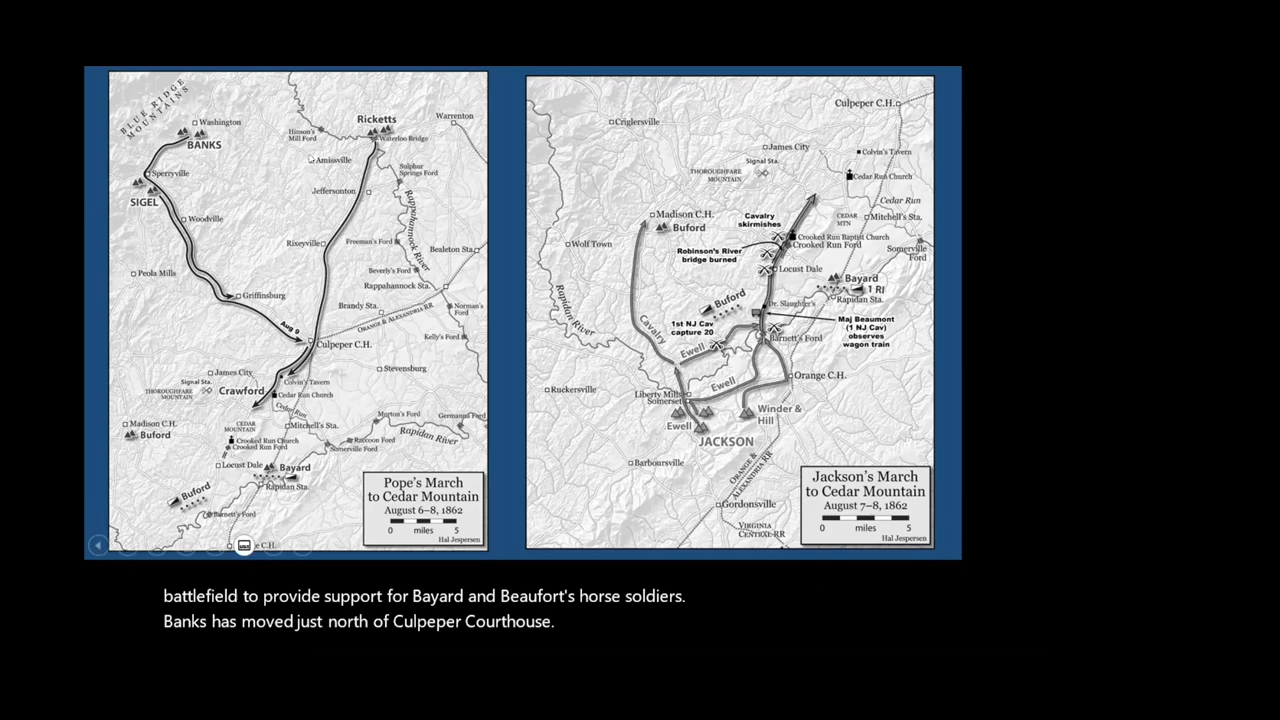 BLUE RIDGE
MOUNTAINS
Washington
BANKS
Sperryville
SIGEL
Woodville
Peola Mills
Griffinsburg
Hinson's
Mill Ford
Amissville
Ricketts
Waterloo Bridge
Warrenton
Sulphur
Springs Ford
Jeffersonton
Rappahannock River
Rixeyville
Freeman's Ford
Bealeton Sta.
Beverly's Ford
Rappahannock Sta.
Brandy Sta.
Norman's
Ford
ORANGE & ALEXANDRIA RR
Kelly's Ford
Aug 9
Culpeper C.H.
Stevensburg
James City
Signal Sta.
THOROUGHFARE
MOUNTAIN
Crawford
Colvin's Tavern
Cedar Run Church
Cedar Run
Madison C.H.
Buford
CEDAR
MOUNTAIN
Mitchell's Sta.
Morton's Ford
Germanna Ford
Rapidan River
Crooked Run Church
Crooked Run Ford
Raccoon Ford
Somerville Ford
Locust Dale
Bayard
Rapidan Sta.
Buford
Barnett's Ford
e C.H.
Pope's March
to Cedar Mountain
August 6–8, 1862
0 miles 5
Hal Jespersen
Culpeper C.H.
Criglersville
James City
Signal Sta.
THOROUGHFARE
MOUNTAIN
Colvin's Tavern
Cedar Run Church
Cedar Run
Madison C.H.
Buford
Cavalry
skirmishes
CEDAR
MTN
Mitchell's Sta.
Wolf Town
Robinson's River
bridge burned
Crooked Run Baptist Church
Crooked Run Ford
Somerville
Ford
Locust Dale
Bayard
1 RI
Rapidan Sta.
Rapidan River
Buford
Dr. Slaughter's
Cavalry
1st NJ Cav
capture 20
Maj Beaumont
(1 NJ Cav)
observes
wagon train
Ewell
Barnett's Ford
Ruckersville
Ewell
Orange C.H.
Liberty Mills
Somerset
Ewell
Winder &
Hill
JACKSON
Barboursville
ORANGE &
ALEXANDRIA RR
Gordonsville
VIRGINIA
CENTRAL RR
Jackson's March
to Cedar Mountain
August 7–8, 1862
0 miles 5
Hal Jespersen
battlefield to provide support for Bayard and Beaufort's horse soldiers.
Banks has moved just north of Culpeper Courthouse.